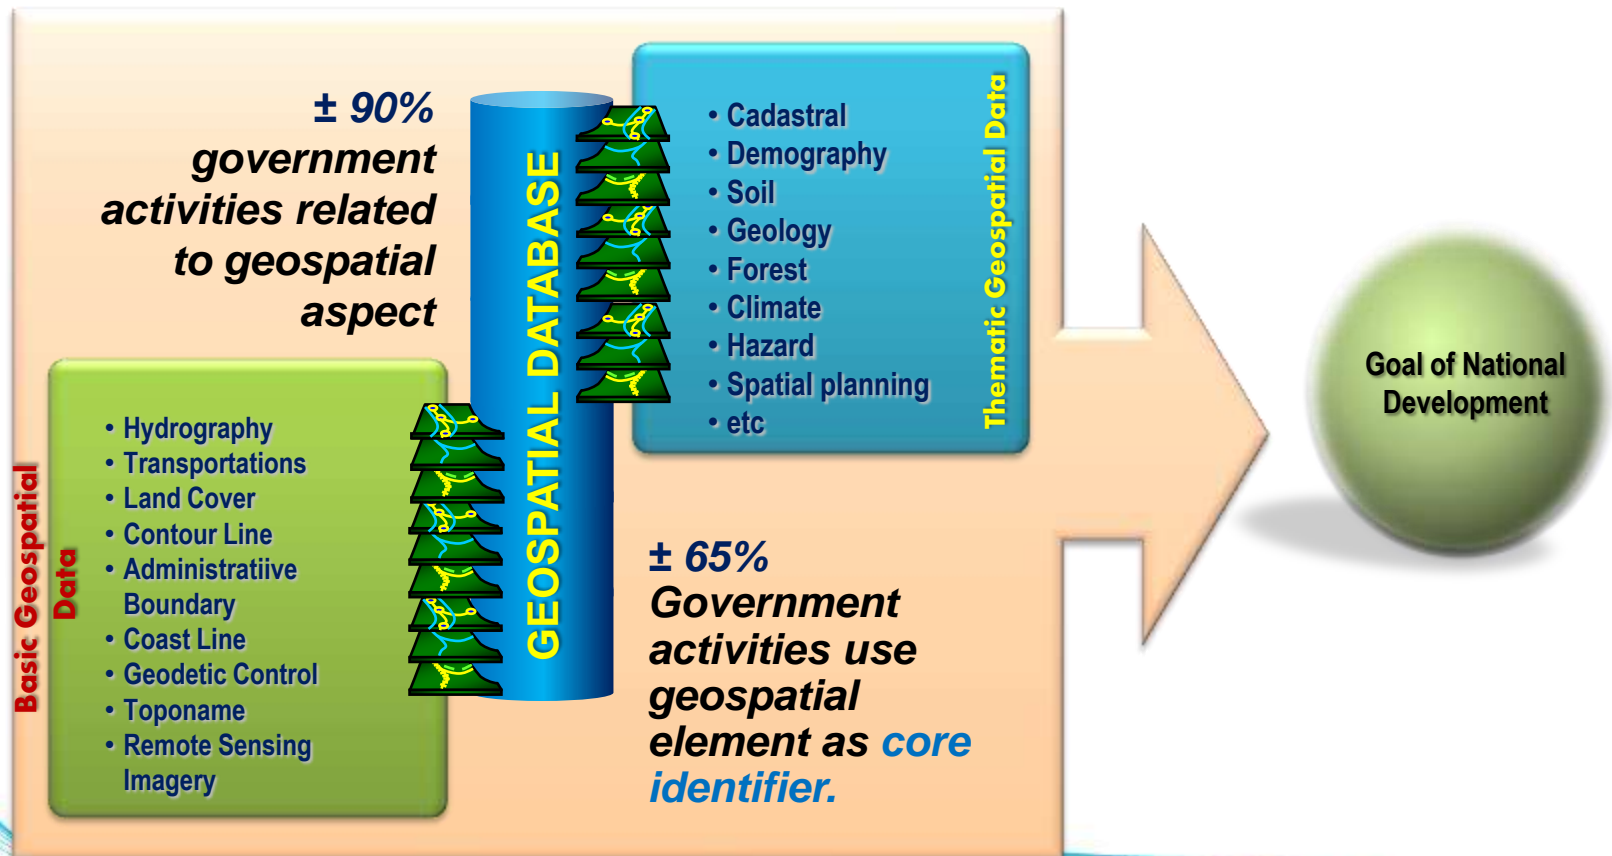 ± 90%
government
activities related
to geospatial
aspect
Basic Geospatial
Data
• Hydrography
• Transportations
• Land Cover
• Contour Line
• Administratiive
Boundary
• Coast Line
• Geodetic Control
• Toponame
• Remote Sensing
Imagery
GEOSPATIAL DATABASE
• Cadastral
• Demography
• Soil
• Geology
• Forest
• Climate
• Hazard
• Spatial planning
• etc
Thematic Geospatial Data
± 65%
Government
activities use
geospatial
element as core
identifier.
Goal of National
Development